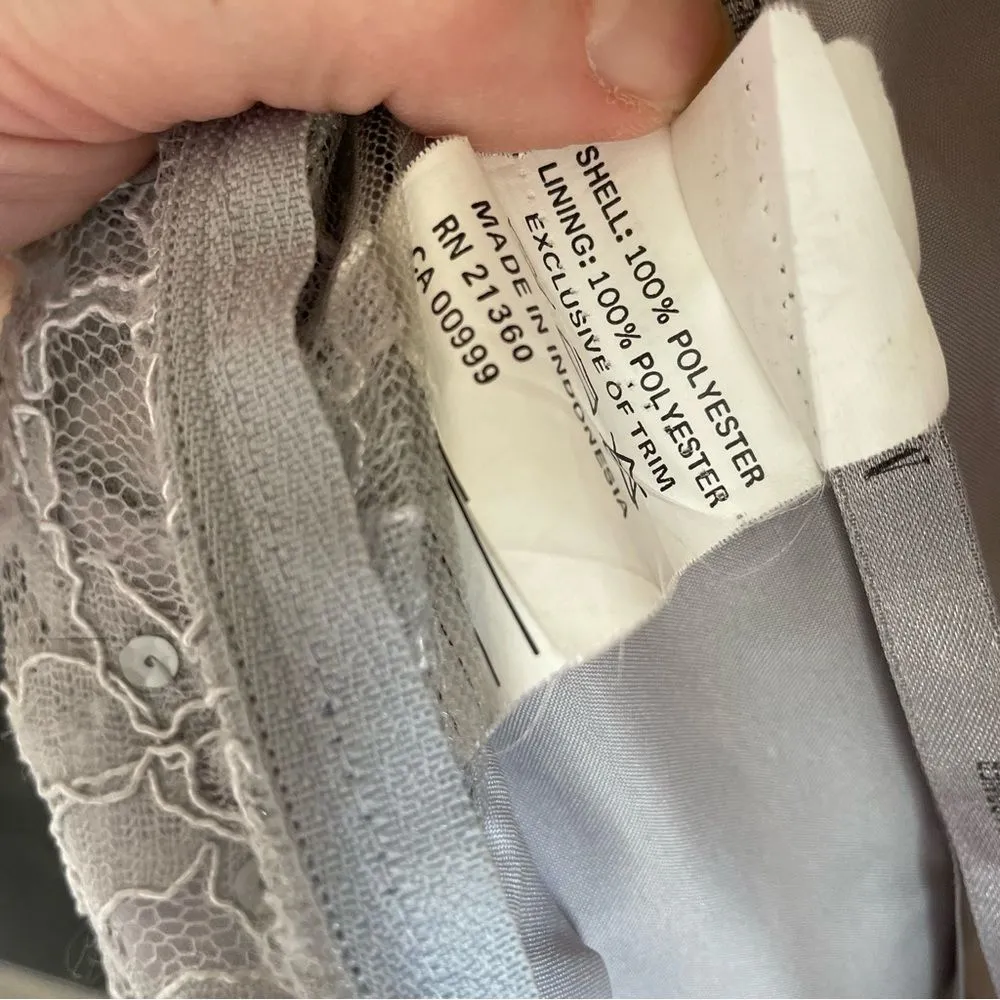 SHELL: 100% POLYESTER
LINING: 100% POLYESTER
EXCLUSIVE OF TRIM
MADE IN INDONESIA
RN 21360
CA 00999